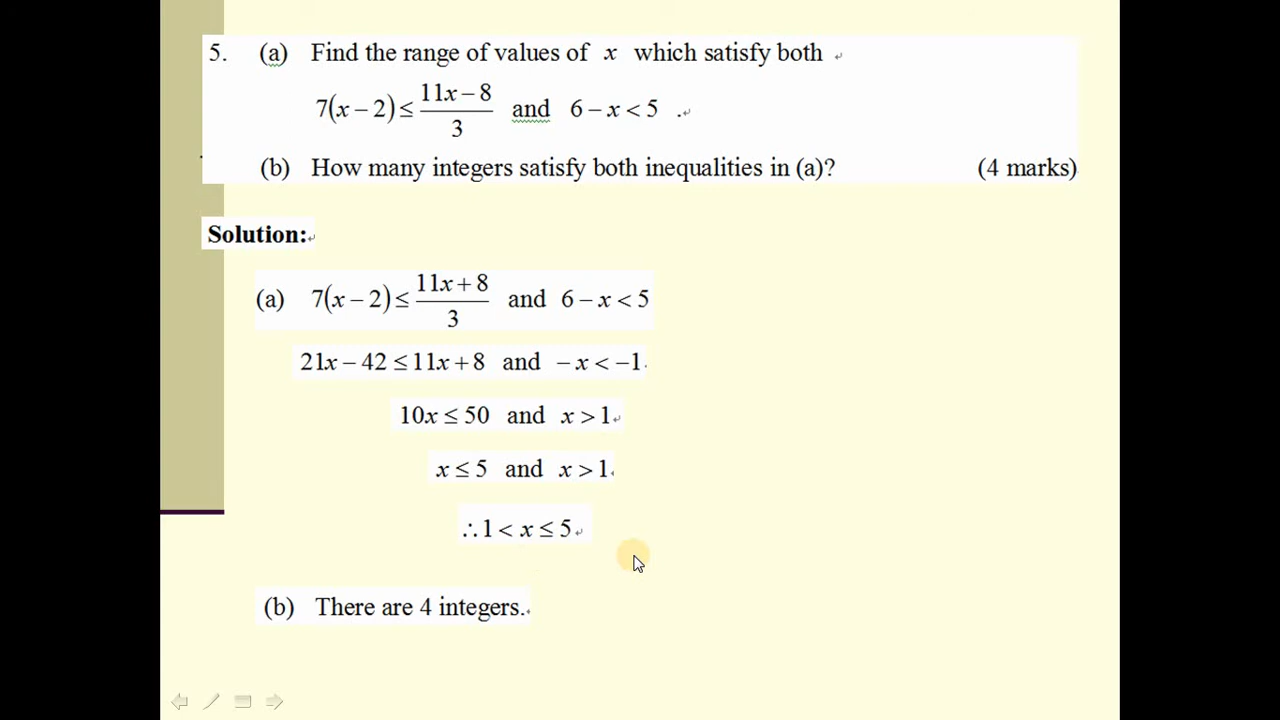 5. (a) Find the range of values of x which satisfy both
7(x − 2) ≤ (11x − 8)/3 and 6 − x < 5 .
(b) How many integers satisfy both inequalities in (a)? (4 marks)
Solution:
(a) 7(x − 2) ≤ (11x + 8)/3 and 6 − x < 5
21x − 42 ≤ 11x + 8 and − x < −1
10x ≤ 50 and x > 1
x ≤ 5 and x > 1
∴ 1 < x ≤ 5
(b) There are 4 integers.